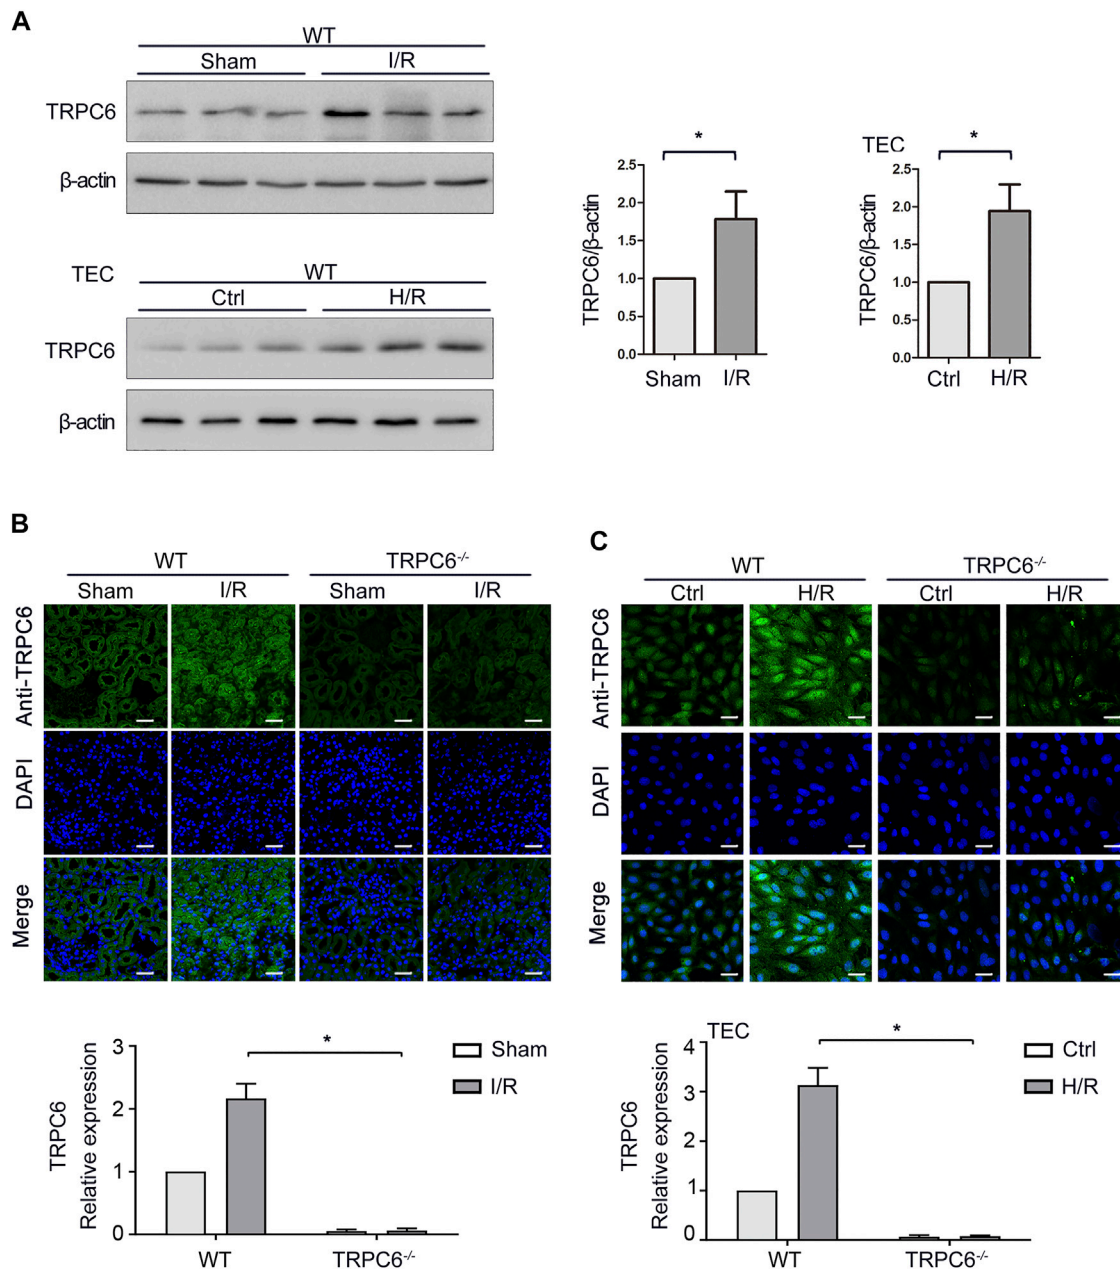 A
WT
Sham I/R
TRPC6
β-actin
TEC WT
Ctrl H/R
TRPC6
β-actin
*
TRPC6/β-actin
2.5
2.0
1.5
1.0
0.5
0.0
Sham I/R
TEC *
TRPC6/β-actin
2.5
2.0
1.5
1.0
0.5
0.0
Ctrl H/R
B
WT TRPC6-/-
Sham I/R Sham I/R
Anti-TRPC6
DAPI
Merge
TRPC6
Relative expression
3
2
1
0
*
Sham
I/R
WT TRPC6-/-
C
WT TRPC6-/-
Ctrl H/R Ctrl H/R
Anti-TRPC6
DAPI
Merge
TEC
TRPC6
Relative expression
4
3
2
1
0
*
Ctrl
H/R
WT TRPC6-/-